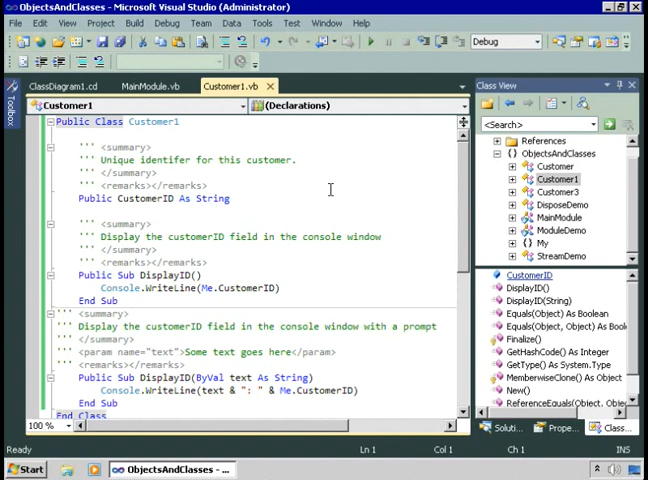 ObjectsAndClasses - Microsoft Visual Studio (Administrator)
File Edit View Project Build Debug Team Data Tools Test Window Help
Debug
ClassDiagram1.cd MainModule.vb Customer1.vb
Customer1 (Declarations)
Toolbox
Public Class Customer1
''' <summary>
''' Unique identifer for this customer.
''' </summary>
''' <remarks></remarks>
Public CustomerID As String
''' <summary>
''' Display the customerID field in the console window
''' </summary>
''' <remarks></remarks>
Public Sub DisplayID()
Console.WriteLine(Me.CustomerID)
End Sub
''' <summary>
''' Display the customerID field in the console window with a prompt
''' </summary>
''' <param name="text">Some text goes here</param>
''' <remarks></remarks>
Public Sub DisplayID(ByVal text As String)
Console.WriteLine(text & ": " & Me.CustomerID)
End Sub
End Class
100 %
Class View
<Search>
References
ObjectsAndClasses
Customer
Customer1
Customer3
DisposeDemo
MainModule
ModuleDemo
My
StreamDemo
CustomerID
DisplayID()
DisplayID(String)
Equals(Object) As Boolean
Equals(Object, Object) As Boolean
Finalize()
GetHashCode() As Integer
GetType() As System.Type
MemberwiseClone() As Object
New()
ReferenceEquals(Object,
Soluti... Prope... Class...
Ready Ln 1 Col 1 Ch 1 INS
Start ObjectsAndClasses - ...